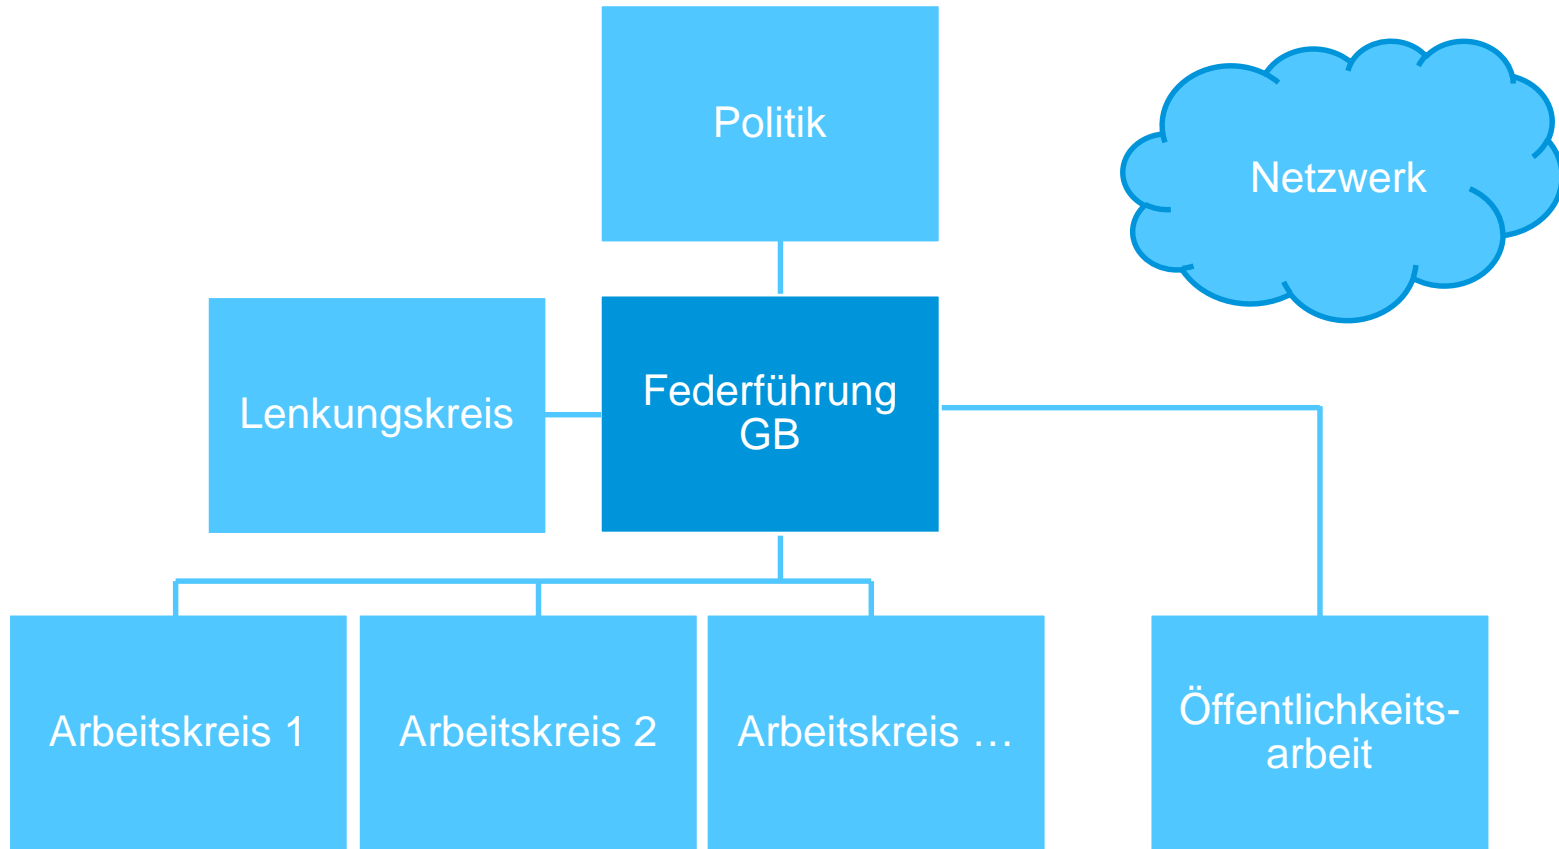 Politik
Netzwerk
Lenkungskreis
Federführung
GB
Arbeitskreis 1
Arbeitskreis 2
Arbeitskreis …
Öffentlichkeits-
arbeit